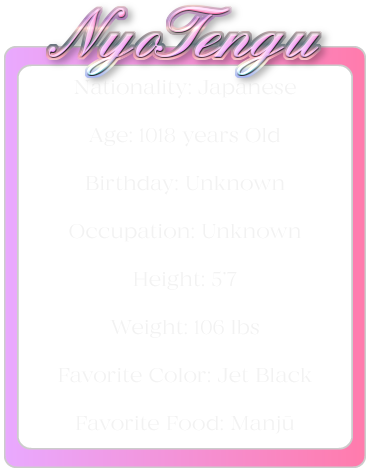 NyoTengu
Nationality: Japanese
Age: 1018 years Old
Birthday: Unknown
Occupation: Unknown
Height: 5'7
Weight: 106 lbs
Favorite Color: Jet Black
Favorite Food: Manjū